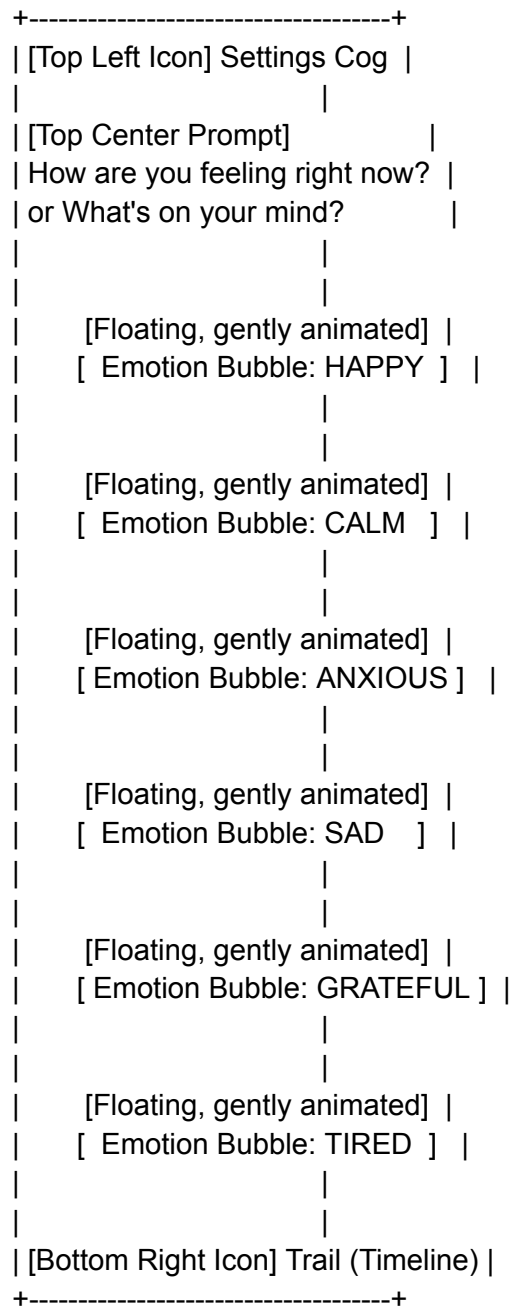 +--------------------------------------+
| [Top Left Icon] Settings Cog  |
|                                     |
| [Top Center Prompt]                 |
| How are you feeling right now?  |
| or What's on your mind?             |
|                                     |
|                                     |
|        [Floating, gently animated]  |
|       [  Emotion Bubble: HAPPY  ]   |
|                                     |
|                                     |
|        [Floating, gently animated]  |
|       [  Emotion Bubble: CALM   ]   |
|                                     |
|                                     |
|        [Floating, gently animated]  |
|       [ Emotion Bubble: ANXIOUS ]   |
|                                     |
|                                     |
|        [Floating, gently animated]  |
|       [  Emotion Bubble: SAD    ]   |
|                                     |
|                                     |
|        [Floating, gently animated]  |
|       [ Emotion Bubble: GRATEFUL ]  |
|                                     |
|                                     |
|        [Floating, gently animated]  |
|       [  Emotion Bubble: TIRED  ]   |
|                                     |
|                                     |
| [Bottom Right Icon] Trail (Timeline) |
+--------------------------------------+